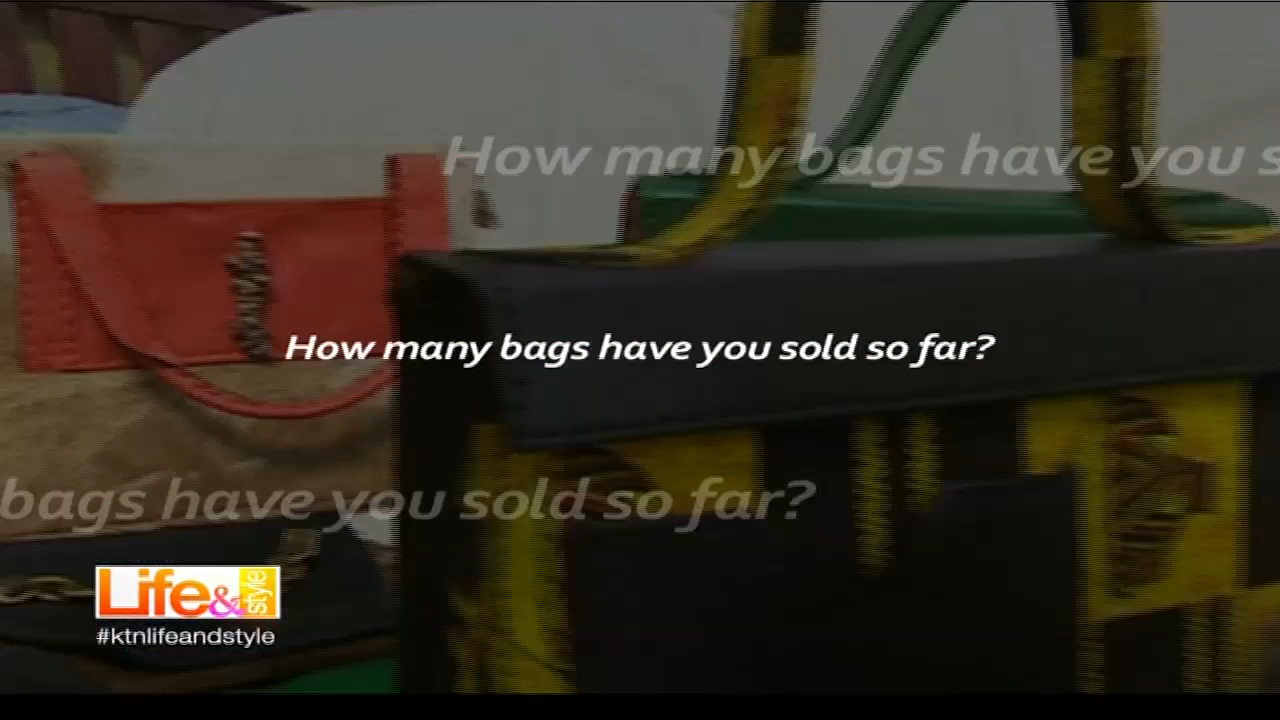 How many bags have you s
How many bags have you sold so far?
bags have you sold so far?
Life& style
#ktnlifeandstyle